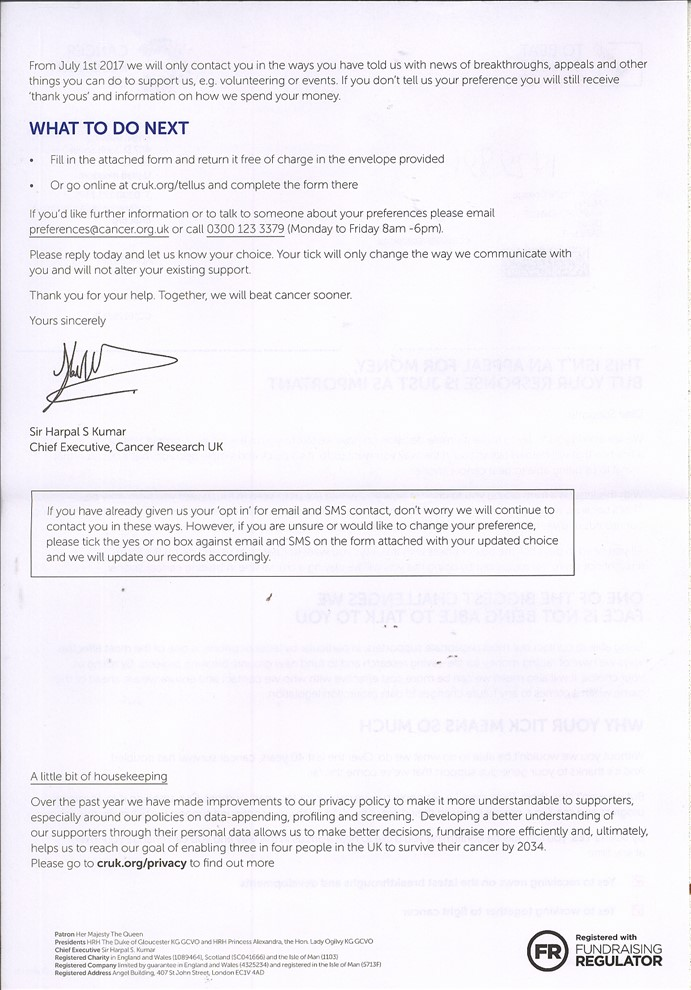 From July 1st 2017 we will only contact you in the ways you have told us with news of breakthroughs, appeals and other
things you can do to support us, e.g. volunteering or events. If you don't tell us your preference you will still receive
'thank yous' and information on how we spend your money.
WHAT TO DO NEXT
• Fill in the attached form and return it free of charge in the envelope provided
• Or go online at cruk.org/tellus and complete the form there
If you'd like further information or to talk to someone about your preferences please email
preferences@cancer.org.uk or call 0300 123 3379 (Monday to Friday 8am -6pm).
Please reply today and let us know your choice. Your tick will only change the way we communicate with
you and will not alter your existing support.
Thank you for your help. Together, we will beat cancer sooner.
Yours sincerely
Sir Harpal S Kumar
Chief Executive, Cancer Research UK
If you have already given us your 'opt in' for email and SMS contact, don't worry we will continue to
contact you in these ways. However, if you are unsure or would like to change your preference,
please tick the yes or no box against email and SMS on the form attached with your updated choice
and we will update our records accordingly.
A little bit of housekeeping
Over the past year we have made improvements to our privacy policy to make it more understandable to supporters,
especially around our policies on data-appending, profiling and screening. Developing a better understanding of
our supporters through their personal data allows us to make better decisions, fundraise more efficiently and, ultimately,
helps us to reach our goal of enabling three in four people in the UK to survive their cancer by 2034.
Please go to cruk.org/privacy to find out more
Patron Her Majesty The Queen
Presidents HRH The Duke of Gloucester KG GCVO and HRH Princess Alexandra, the Hon. Lady Ogilvy KG GCVO
Chief Executive Sir Harpal S. Kumar
Registered Charity in England and Wales (1089464), Scotland (SC041666) and the Isle of Man (1103)
Registered Company limited by guarantee in England and Wales (4325234) and registered in the Isle of Man (5713F)
Registered Address Angel Building, 407 St John Street, London EC1V 4AD
FR
Registered with
FUNDRAISING
REGULATOR